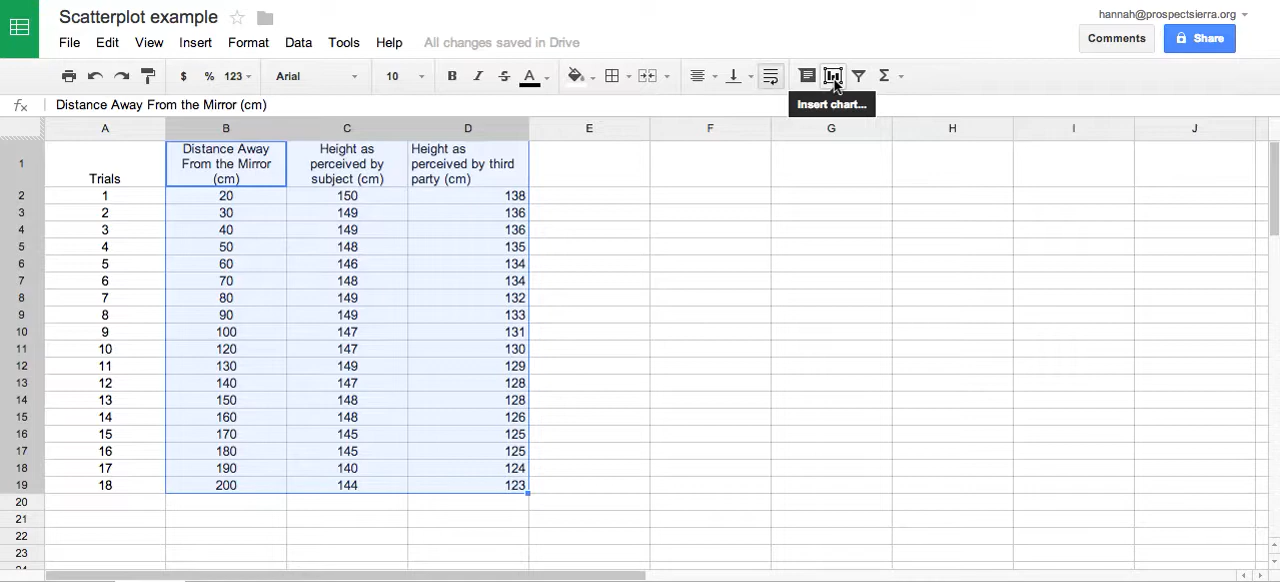 Scatterplot example
hannah@prospectsierra.org
File Edit View Insert Format Data Tools Help All changes saved in Drive
Comments Share
$ % 123 Arial 10 B I S A Σ
fx Distance Away From the Mirror (cm)
Insert chart...
A B C D E F G H I J
1 Trials
Distance Away
From the Mirror
(cm)
Height as
perceived by
subject (cm)
Height as
perceived by third
party (cm)
2 1 20 150 138
3 2 30 149 136
4 3 40 149 136
5 4 50 148 135
6 5 60 146 134
7 6 70 148 134
8 7 80 149 132
9 8 90 149 133
10 9 100 147 131
11 10 120 147 130
12 11 130 149 129
13 12 140 147 128
14 13 150 148 128
15 14 160 148 126
16 15 170 145 125
17 16 180 145 125
18 17 190 140 124
19 18 200 144 123
20
21
22
23